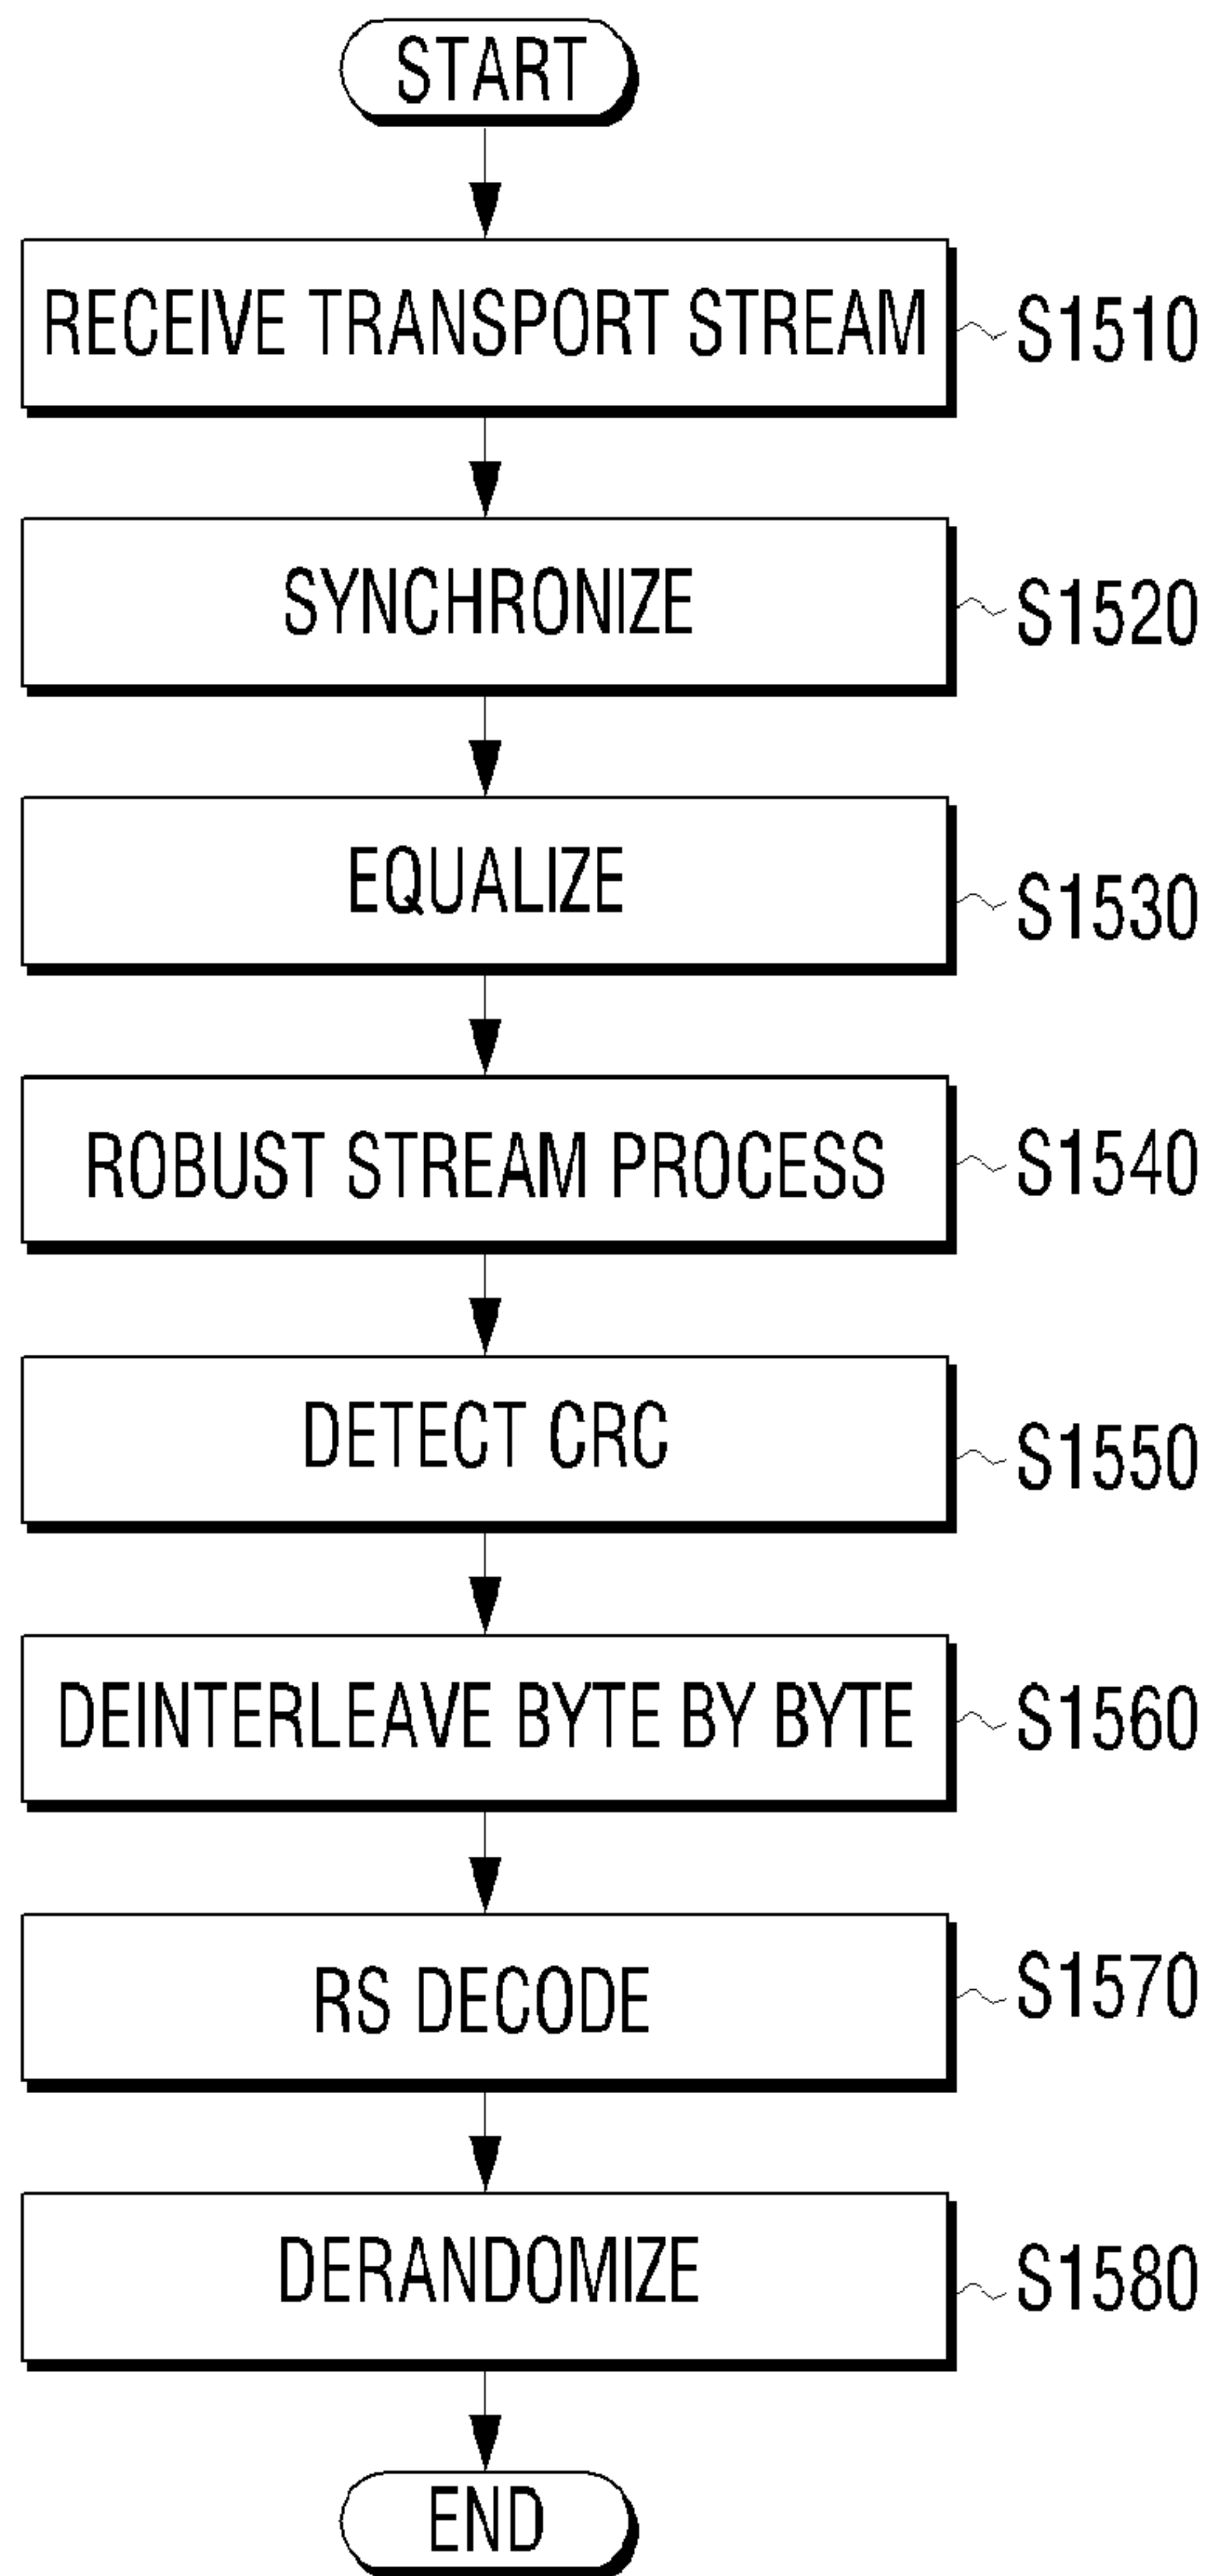 START
RECEIVE TRANSPORT STREAM S1510
SYNCHRONIZE S1520
EQUALIZE S1530
ROBUST STREAM PROCESS S1540
DETECT CRC S1550
DEINTERLEAVE BYTE BY BYTE S1560
RS DECODE S1570
DERANDOMIZE S1580
END